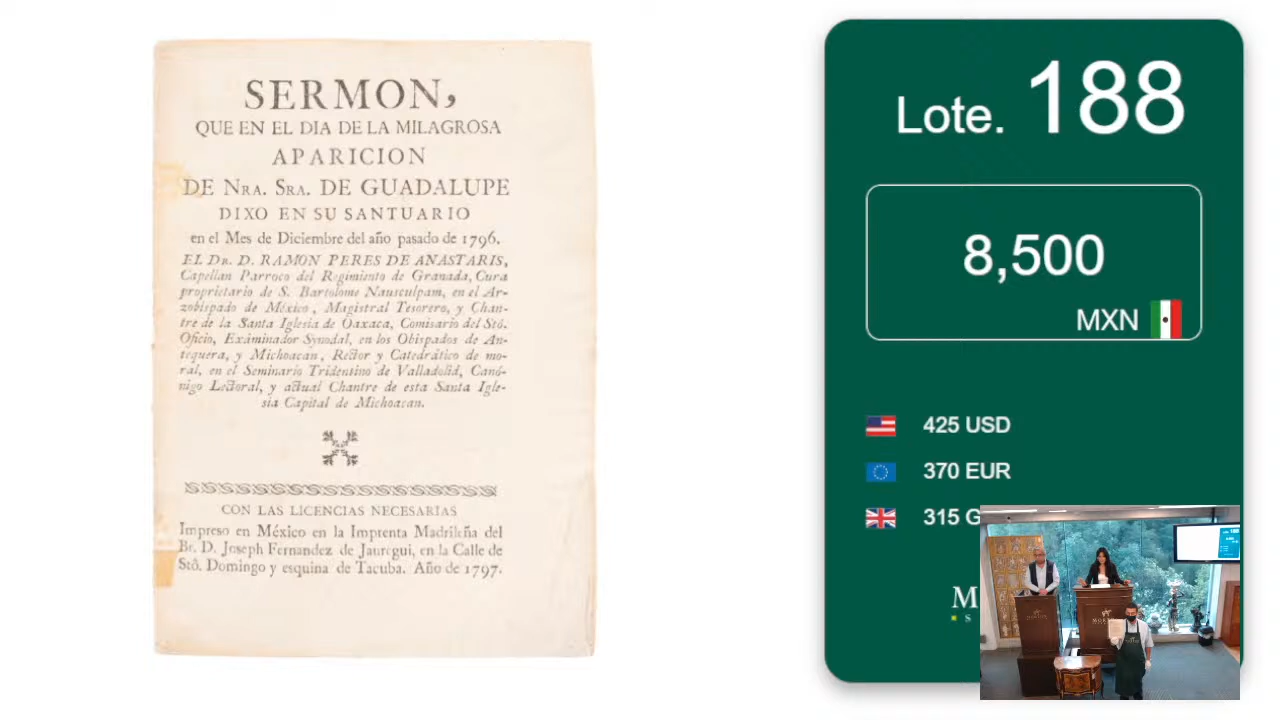 SERMON,
QUE EN EL DIA DE LA MILAGROSA
APARICION
DE NRA. SRA. DE GUADALUPE
DIXO EN SU SANTUARIO
en el Mes de Diciembre del año pasado de 1796.
EL DR. D. RAMON PERES DE ANASTARIS,
Capellan Parroco del Regimiento de Granada, Cura
proprietario de S. Bartolome Nausculpam, en el Ar-
zobispado de México, Magistral Tesorero, y Chan-
tre de la Santa Iglesia de Oaxaca, Comisario del Stô.
Oficio, Exâminador Synodal, en los Obispados de An-
tequera, y Michoacan, Rector y Catedrático de mo-
ral, en el Seminario Tridentino de Valladolid, Canó-
nigo Lectoral, y actual Chantre de esta Santa Igle-
sia Capital de Michoacan.
CON LAS LICENCIAS NECESARIAS
Impreso en México en la Imprenta Madrileña del
Br. D. Joseph Fernandez de Jauregui, en la Calle de
Stô. Domingo y esquina de Tacuba. Año de 1797.
Lote. 188
8,500
MXN
425 USD
370 EUR
315 G
M
S